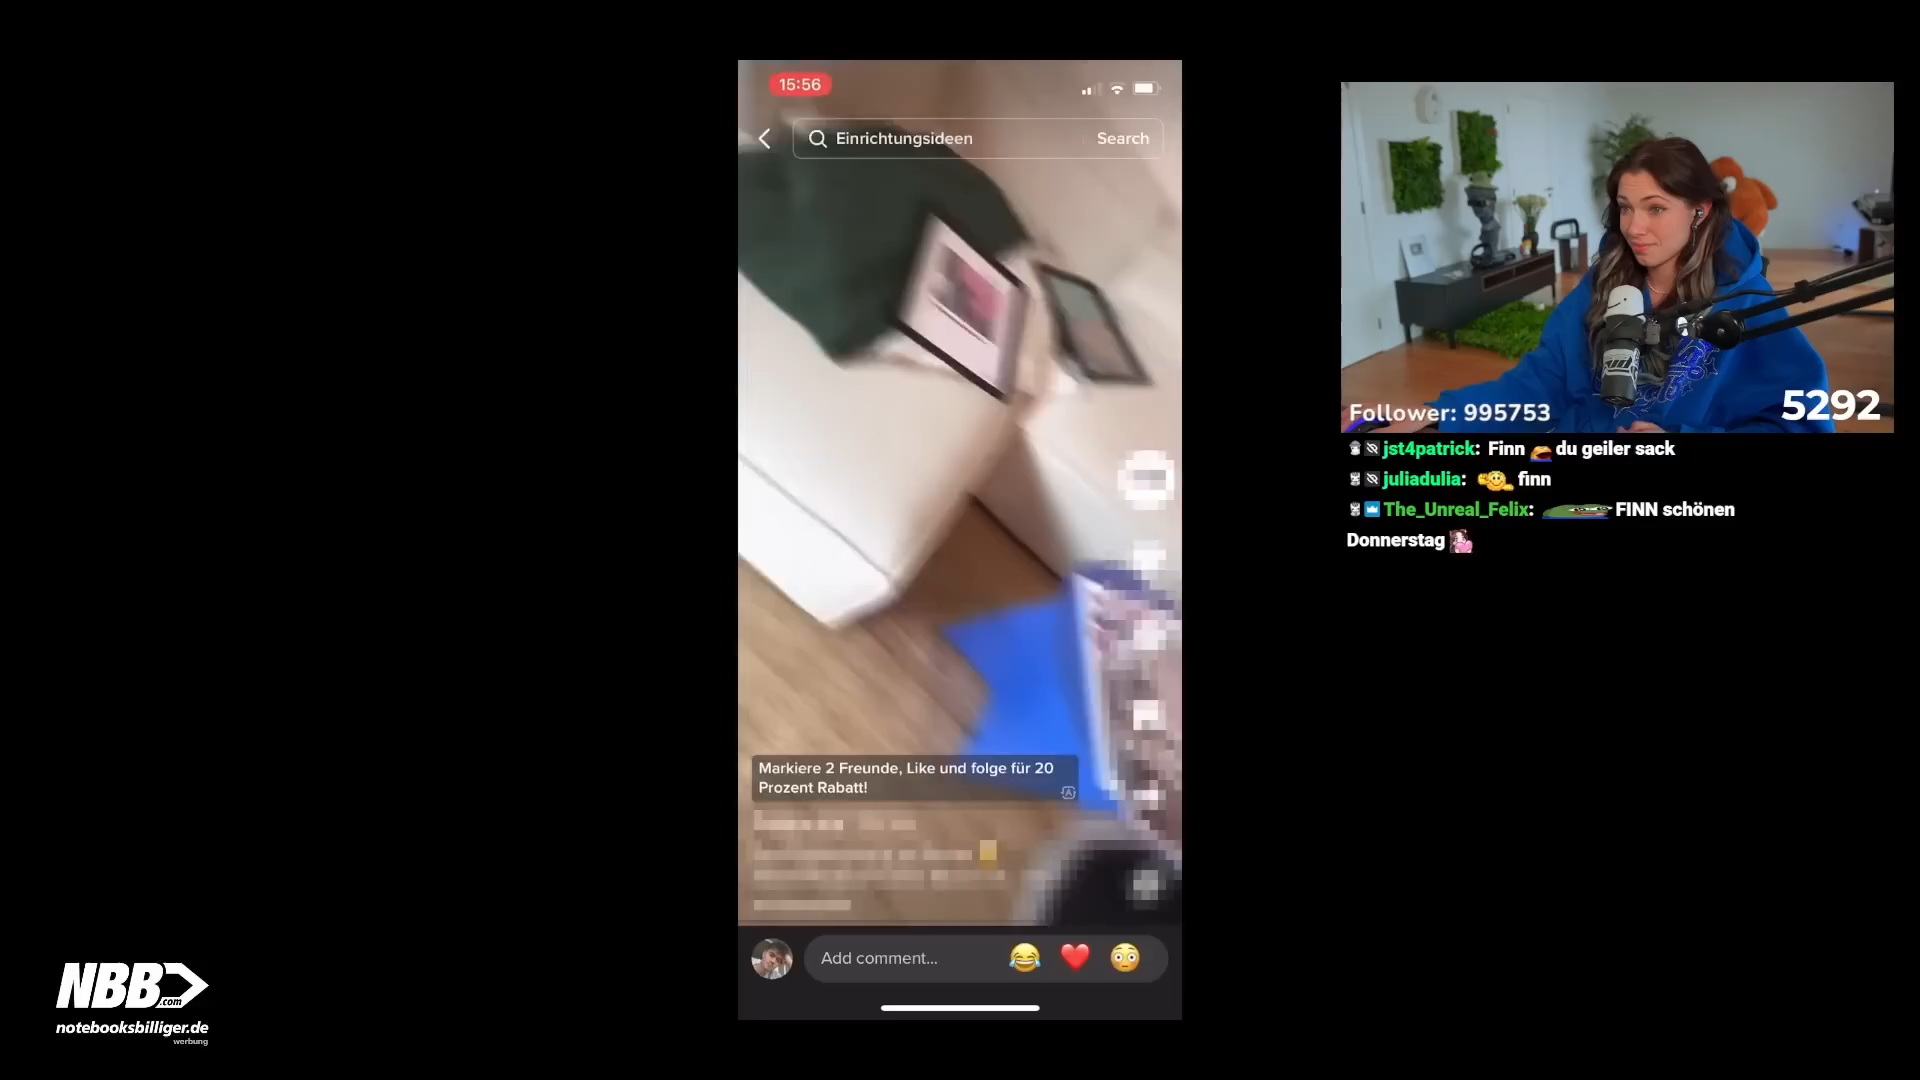 15:56
Einrichtungsideen
Search
Markiere 2 Freunde, Like und folge für 20
Prozent Rabatt!
Add comment...
Follower: 995753
5292
jst4patrick: Finn du geiler sack
juliadulia: finn
The_Unreal_Felix: FINN schönen
Donnerstag
NBB.com
notebooksbilliger.de
werbung